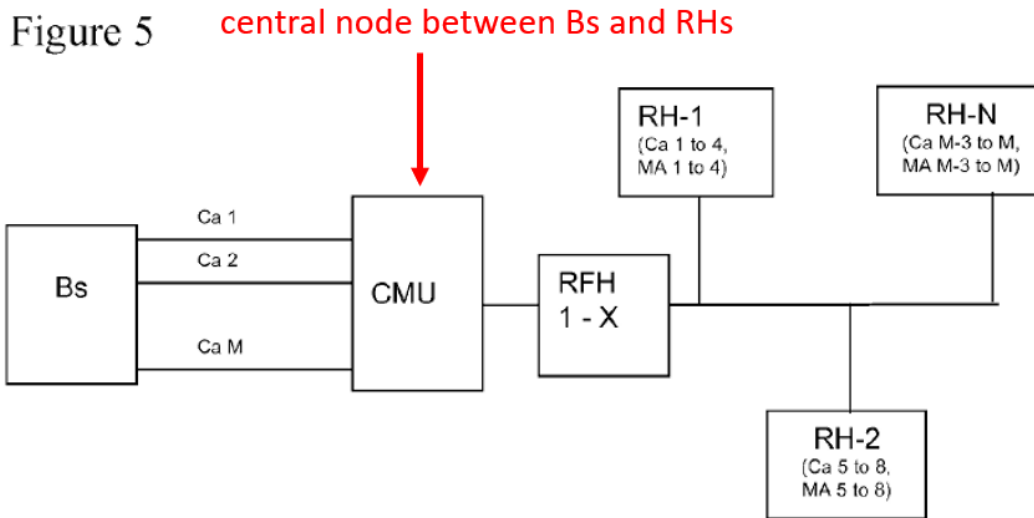 Figure 5
central node between Bs and RHs
Bs
Ca 1
Ca 2
Ca M
CMU
RFH
1 - X
RH-1
(Ca 1 to 4,
MA 1 to 4)
RH-N
(Ca M-3 to M,
MA M-3 to M)
RH-2
(Ca 5 to 8,
MA 5 to 8)